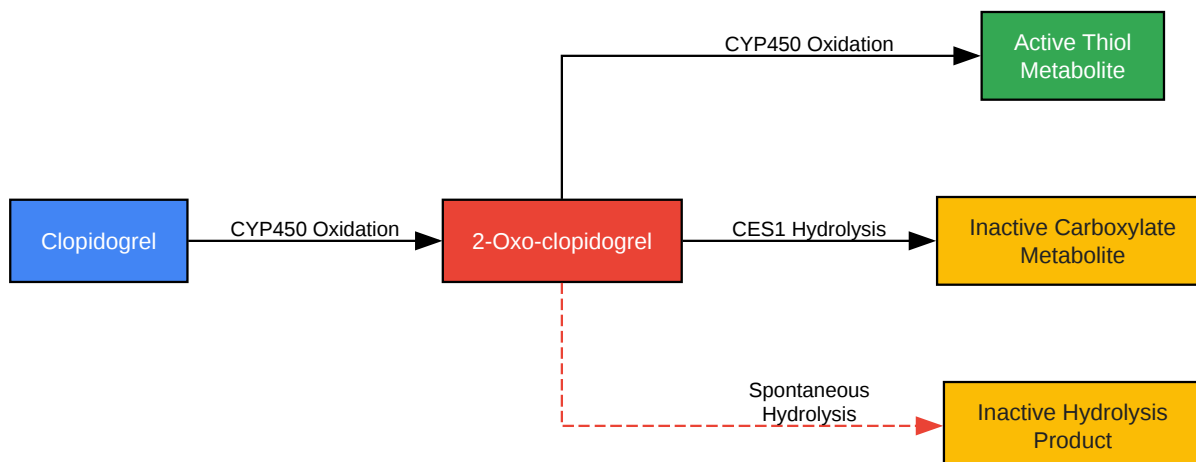 CYP450 Oxidation
Active Thiol
Metabolite
Clopidogrel
CYP450 Oxidation
2-Oxo-clopidogrel
CES1 Hydrolysis
Inactive Carboxylate
Metabolite
Spontaneous
Hydrolysis
Inactive Hydrolysis
Product